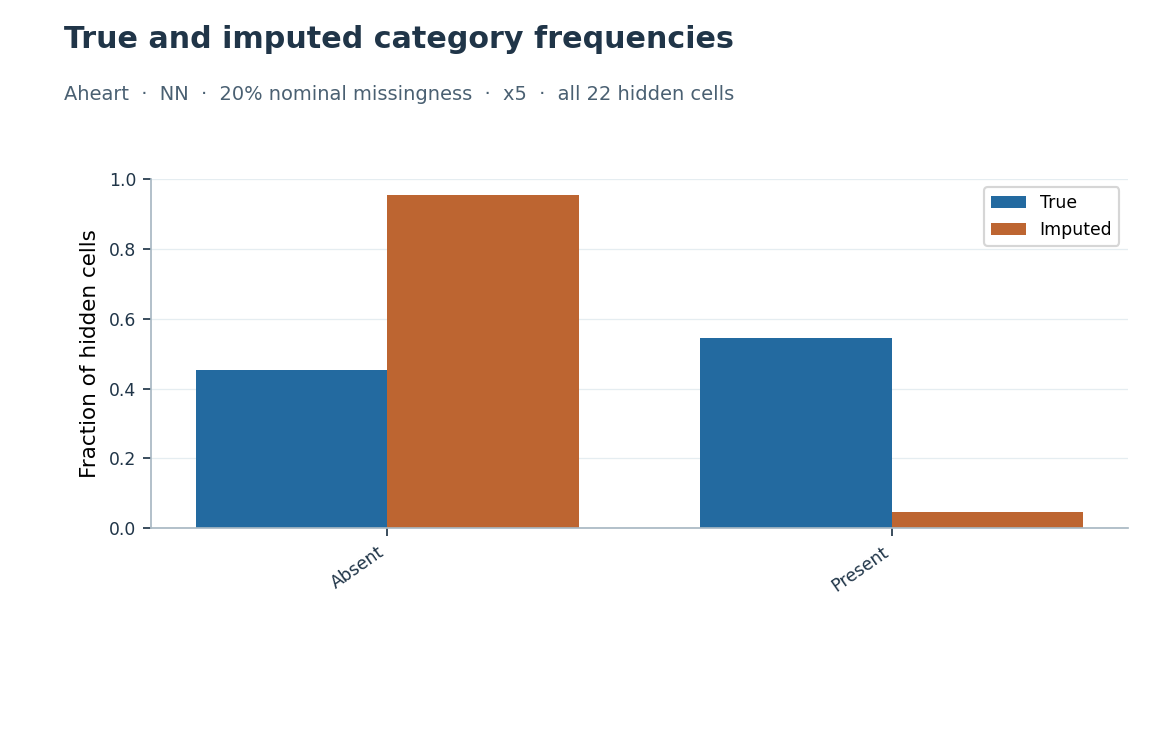 True and imputed category frequencies
Aheart · NN · 20% nominal missingness · x5 · all 22 hidden cells
Fraction of hidden cells
1.0
0.8
0.6
0.4
0.2
0.0
True
Imputed
Absent
Present